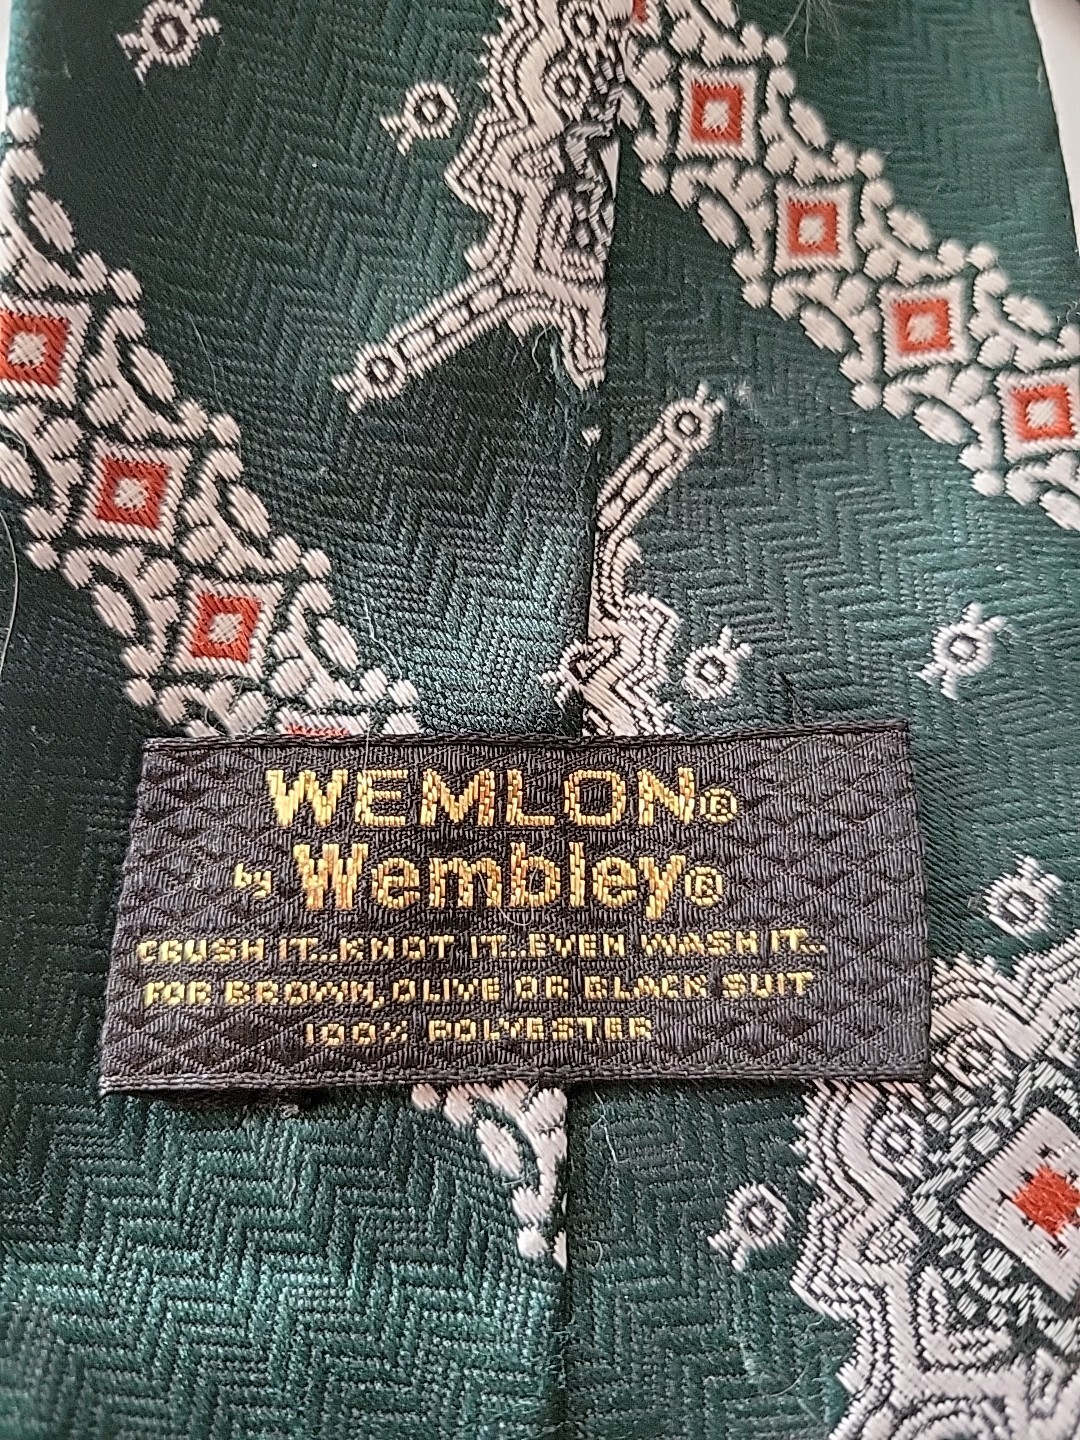 WEMLON®
by Wembley®
CRUSH IT...KNOT IT...EVEN WASH IT...
FOR BROWN, OLIVE OR BLACK SUIT
100% POLYESTER